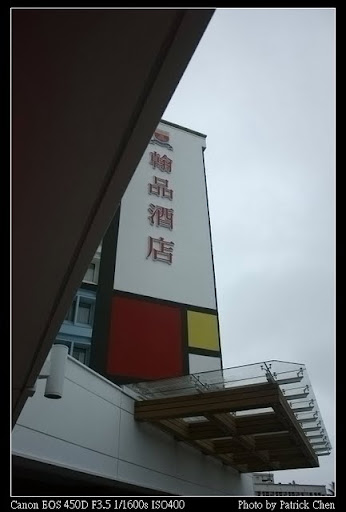 翰品酒店
Canon EOS 450D F3.5 1/1600s ISO400
Photo by Patrick Chen